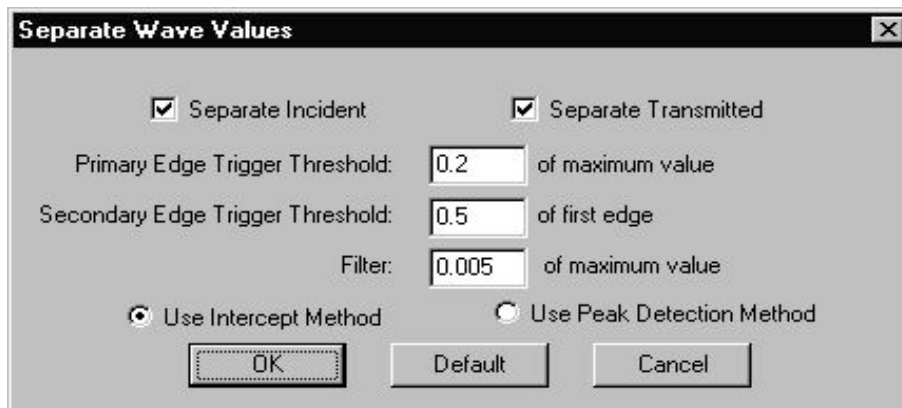 Separate Wave Values
Separate Incident Separate Transmitted
Primary Edge Trigger Threshold: 0.2 of maximum value
Secondary Edge Trigger Threshold: 0.5 of first edge
Filter: 0.005 of maximum value
Use Intercept Method Use Peak Detection Method
OK Default Cancel